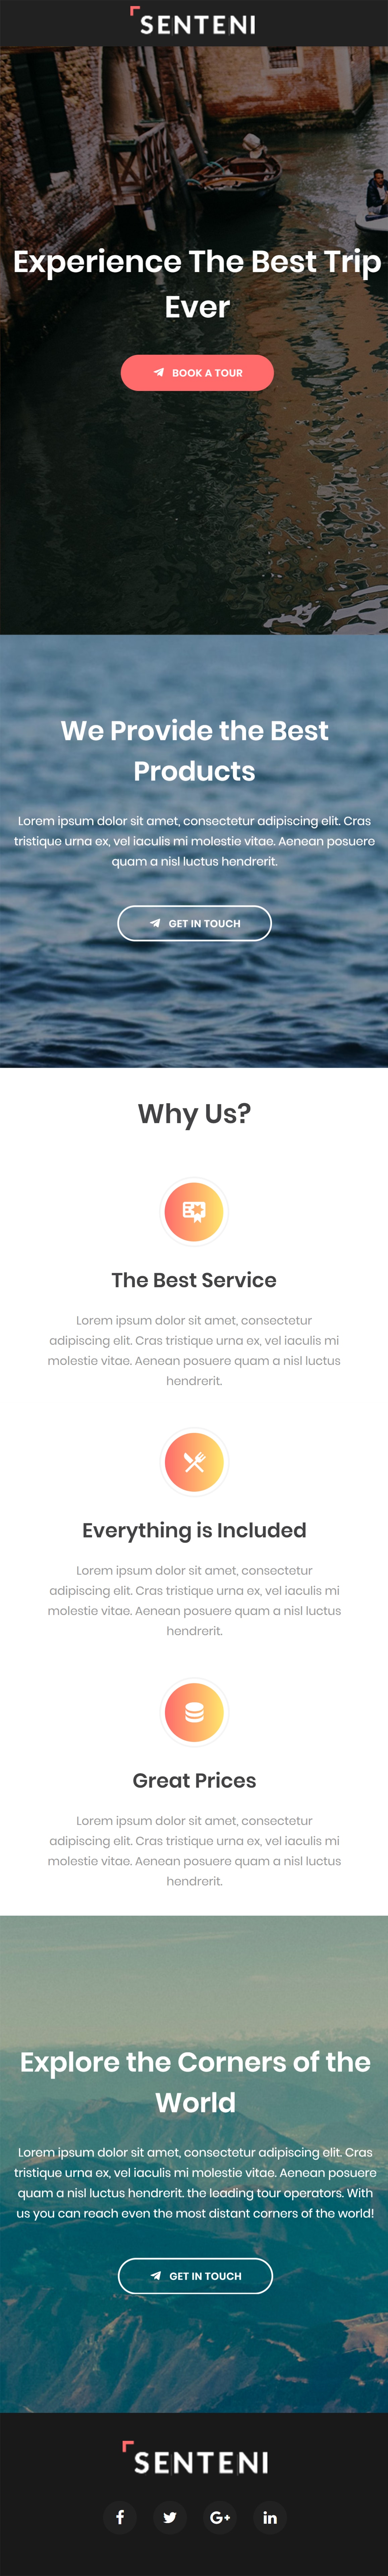 SENTENI
Experience The Best Trip
Ever
BOOK A TOUR
We Provide the Best
Products
Lorem ipsum dolor sit amet, consectetur adipiscing elit. Cras
tristique urna ex, vel iaculis mi molestie vitae. Aenean posuere
quam a nisl luctus hendrerit.
GET IN TOUCH
Why Us?
The Best Service
Lorem ipsum dolor sit amet, consectetur
adipiscing elit. Cras tristique urna ex, vel iaculis mi
molestie vitae. Aenean posuere quam a nisl luctus
hendrerit.
Everything is Included
Lorem ipsum dolor sit amet, consectetur
adipiscing elit. Cras tristique urna ex, vel iaculis mi
molestie vitae. Aenean posuere quam a nisl luctus
hendrerit.
Great Prices
Lorem ipsum dolor sit amet, consectetur
adipiscing elit. Cras tristique urna ex, vel iaculis mi
molestie vitae. Aenean posuere quam a nisl luctus
hendrerit.
Explore the Corners of the
World
Lorem ipsum dolor sit amet, consectetur adipiscing elit. Cras
tristique urna ex, vel iaculis mi molestie vitae. Aenean posuere
quam a nisl luctus hendrerit. the leading tour operators. With
us you can reach even the most distant corners of the world!
GET IN TOUCH
SENTENI
f G+ in